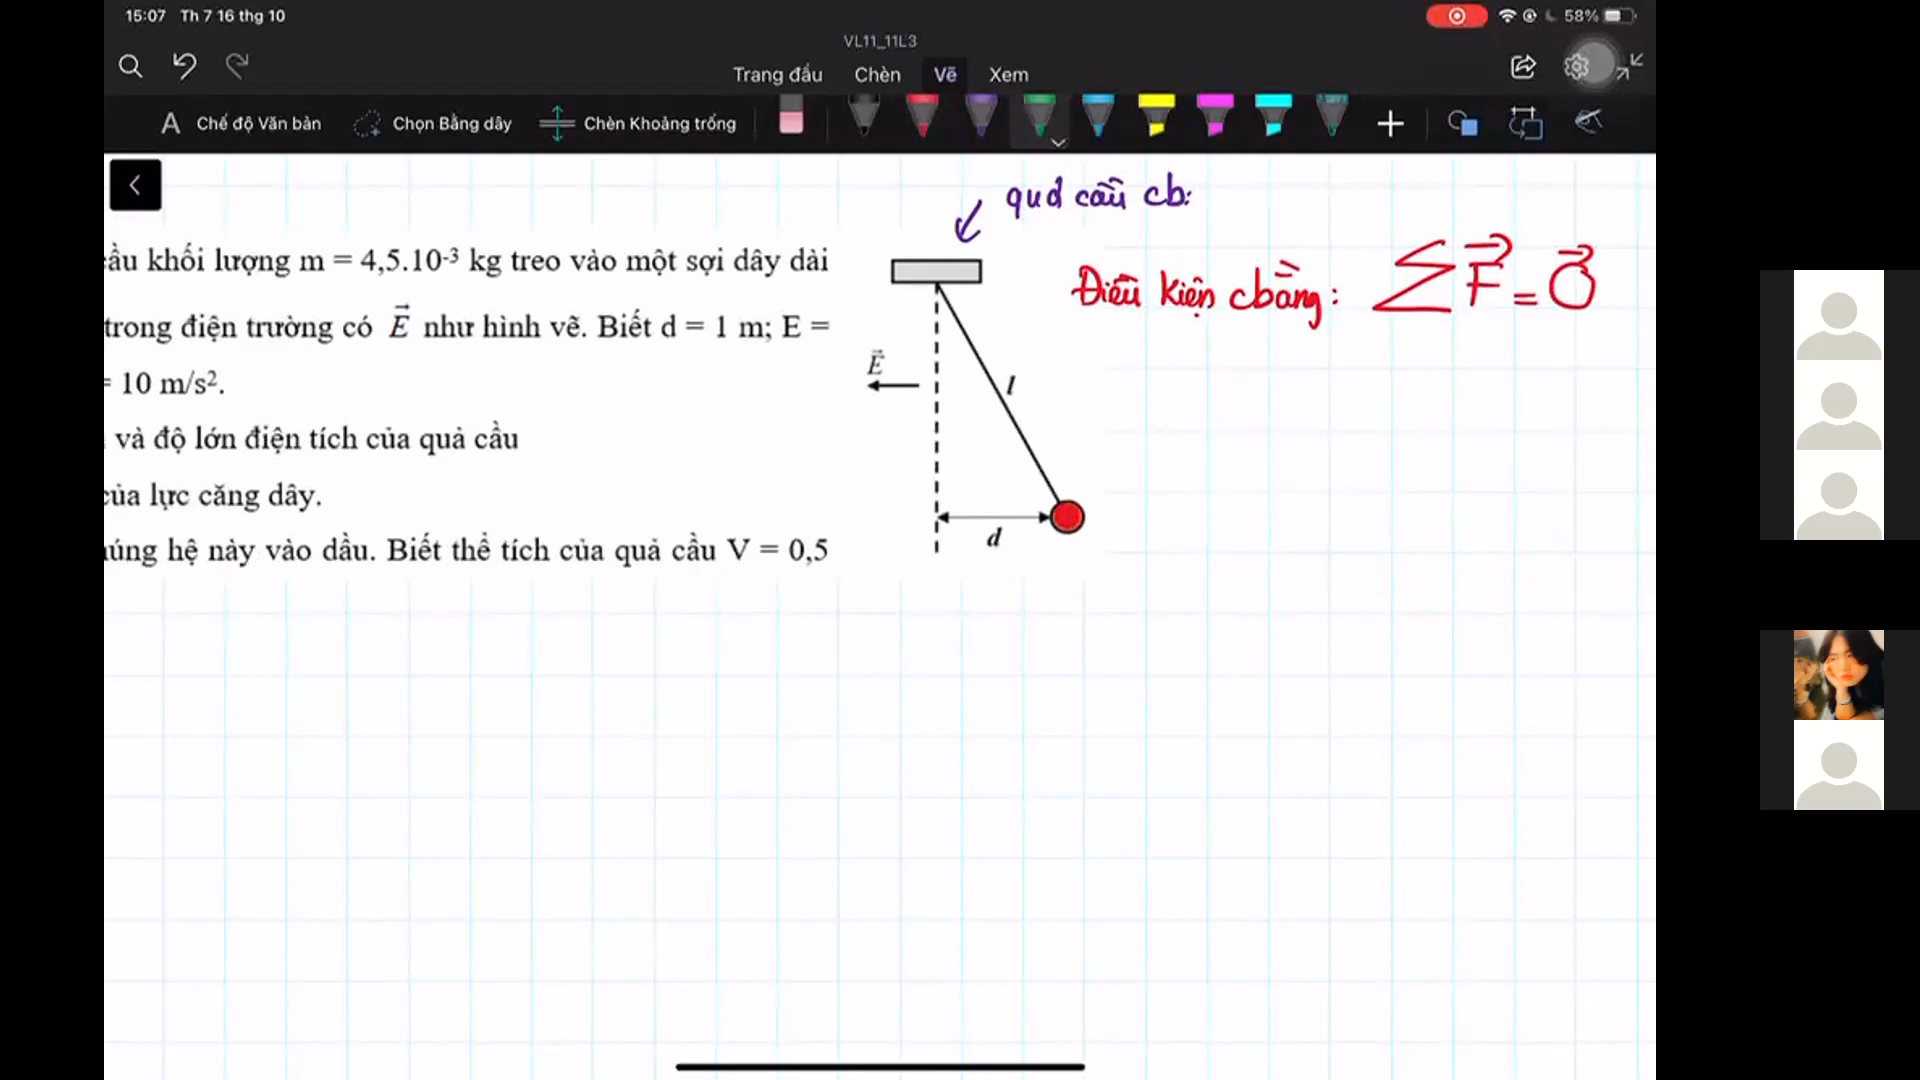 15:07 Th 7 16 thg 10
58%
VL11_11L3
Trang đầu Chèn Vẽ Xem
A Chế độ Văn bản Chọn Bằng dây Chèn Khoảng trống
quả cầu cb:
ầu khối lượng m = 4,5.10⁻³ kg treo vào một sợi dây dài
Điều kiện cbằng: ∑F⃗ = 0⃗
trong điện trường có E⃗ như hình vẽ. Biết d = 1 m; E =
E⃗
= 10 m/s².
l
và độ lớn điện tích của quả cầu
của lực căng dây.
d
húng hệ này vào dầu. Biết thể tích của quả cầu V = 0,5